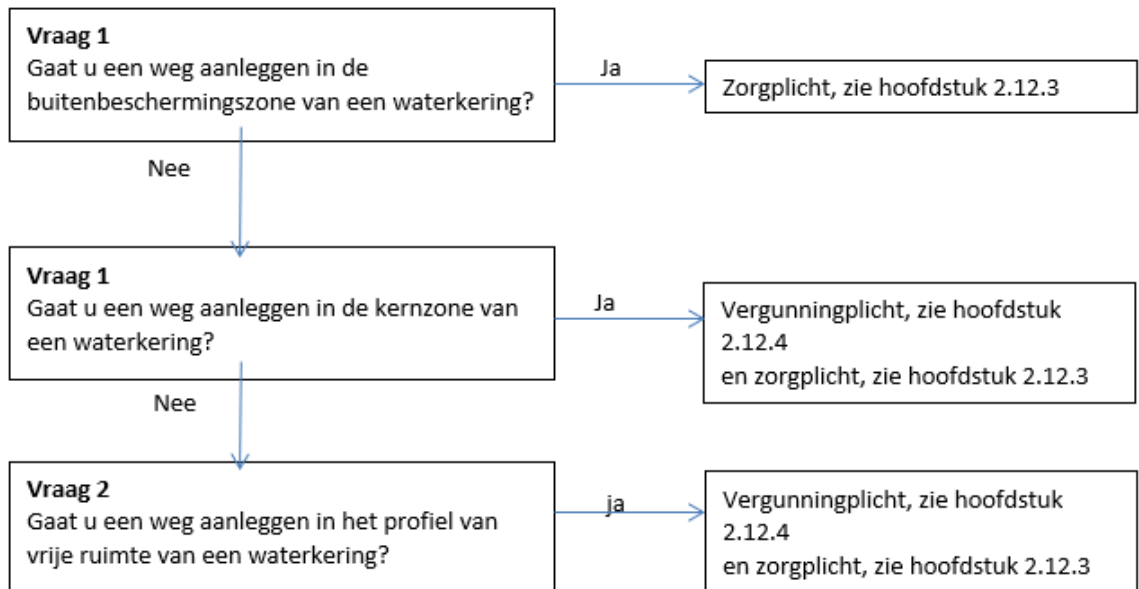 Vraag 1
Gaat u een weg aanleggen in de
buitenbeschermingszone van een waterkering?
Ja
Zorgplicht, zie hoofdstuk 2.12.3
Nee
Vraag 1
Gaat u een weg aanleggen in de kernzone van
een waterkering?
Ja
Vergunningplicht, zie hoofdstuk
2.12.4
en zorgplicht, zie hoofdstuk 2.12.3
Nee
Vraag 2
Gaat u een weg aanleggen in het profiel van
vrije ruimte van een waterkering?
ja
Vergunningplicht, zie hoofdstuk
2.12.4
en zorgplicht, zie hoofdstuk 2.12.3